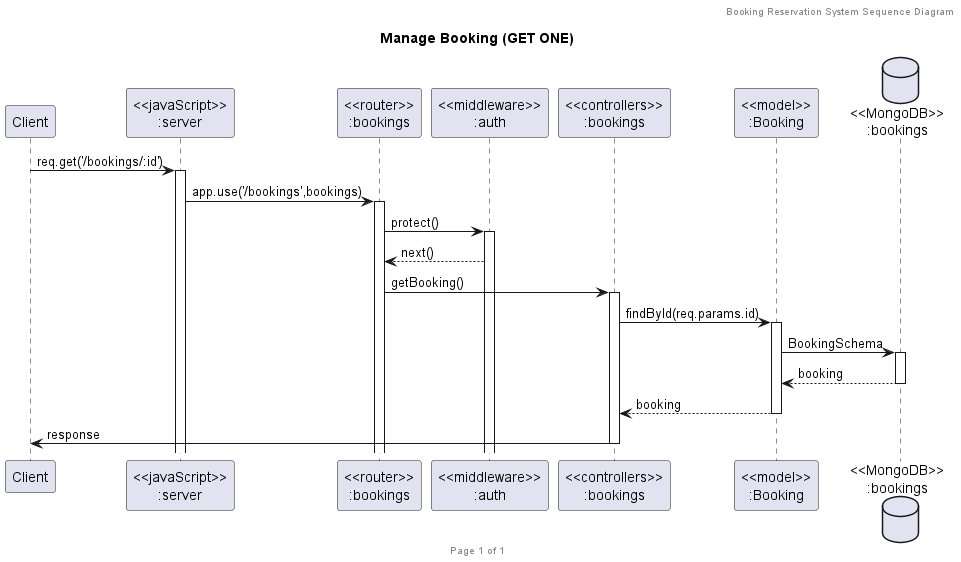 Booking Reservation System Sequence Diagram
Manage Booking (GET ONE)
Client
<<javaScript>>
:server
<<router>>
:bookings
<<middleware>>
:auth
<<controllers>>
:bookings
<<model>>
:Booking
<<MongoDB>>
:bookings
req.get('/bookings/:id')
app.use('/bookings',bookings)
protect()
next()
getBooking()
findById(req.params.id)
BookingSchema
booking
booking
response
Client
<<javaScript>>
:server
<<router>>
:bookings
<<middleware>>
:auth
<<controllers>>
:bookings
<<model>>
:Booking
<<MongoDB>>
:bookings
Page 1 of 1